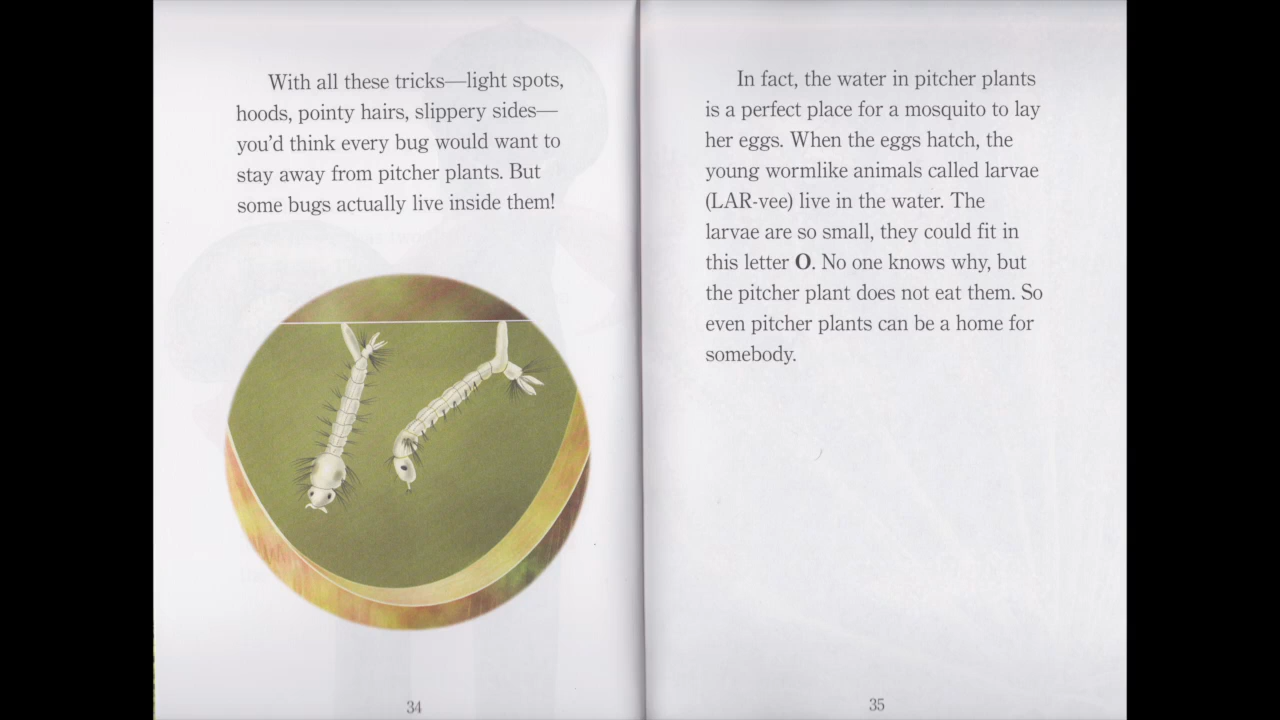 With all these tricks—light spots,
hoods, pointy hairs, slippery sides—
you'd think every bug would want to
stay away from pitcher plants. But
some bugs actually live inside them!
34
In fact, the water in pitcher plants
is a perfect place for a mosquito to lay
her eggs. When the eggs hatch, the
young wormlike animals called larvae
(LAR-vee) live in the water. The
larvae are so small, they could fit in
this letter O. No one knows why, but
the pitcher plant does not eat them. So
even pitcher plants can be a home for
somebody.
35